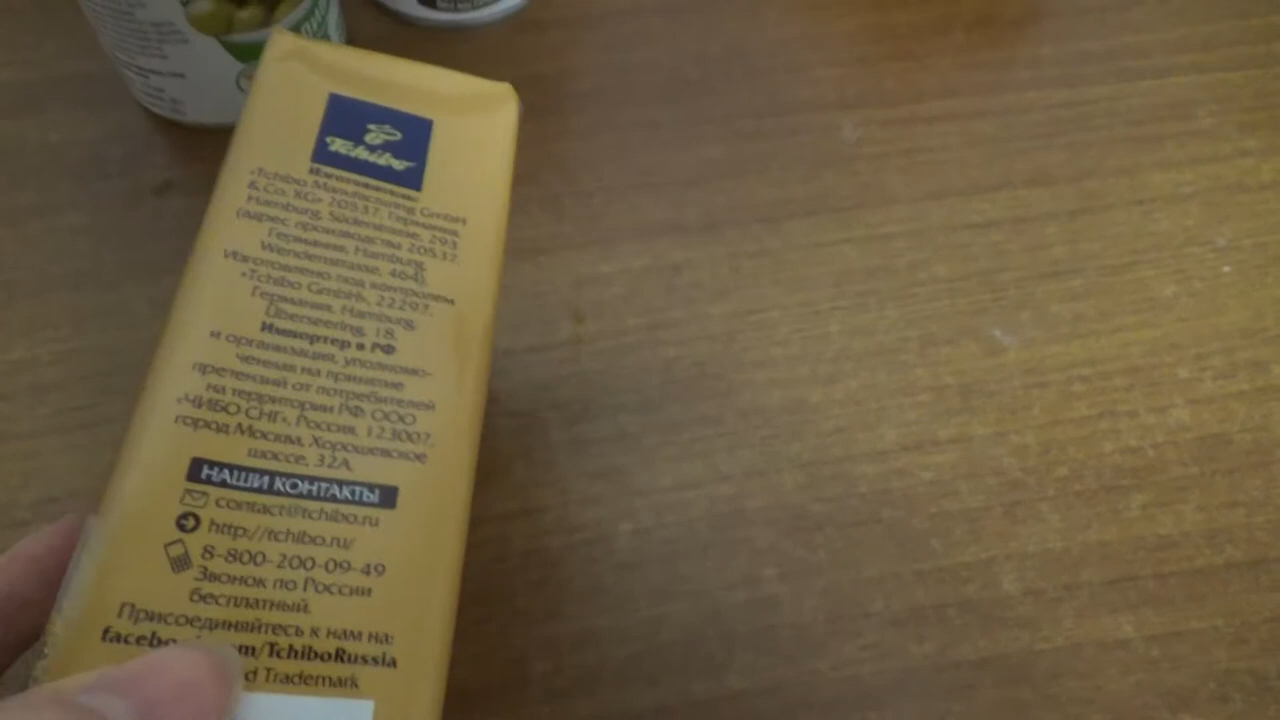 Tchibo
Изготовитель:
«Tchibo Manufacturing GmbH
& Co. KG» 20537, Германия,
Hamburg, Süderstrasse, 293
(адрес производства 20537,
Германия, Hamburg,
Wendenstrasse, 464).
Изготовлено под контролем
«Tchibo GmbH», 22297,
Германия, Hamburg,
Überseering, 18.
Импортер в РФ
и организация, уполномо-
ченная на принятие
претензий от потребителей
на территории РФ: ООО
«ЧИБО СНГ», Россия, 123007,
город Москва, Хорошевское
шоссе, 32А.
НАШИ КОНТАКТЫ
contact@tchibo.ru
http://tchibo.ru/
8-800-200-09-49
Звонок по России
бесплатный.
Присоединяйтесь к нам на:
facebo m/TchiboRussia
d Trademark